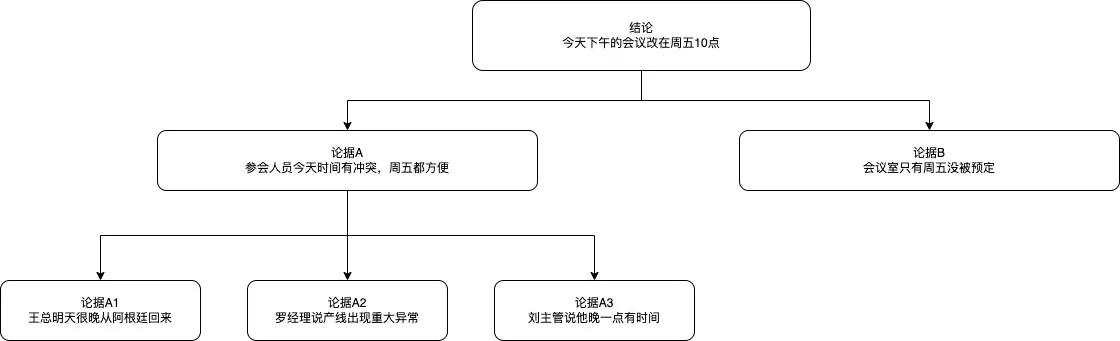 结论
今天下午的会议改在周五10点
论据A
参会人员今天时间有冲突，周五都方便
论据B
会议室只有周五没被预定
论据A1
王总明天很晚从阿根廷回来
论据A2
罗经理说产线出现重大异常
论据A3
刘主管说他晚一点有时间